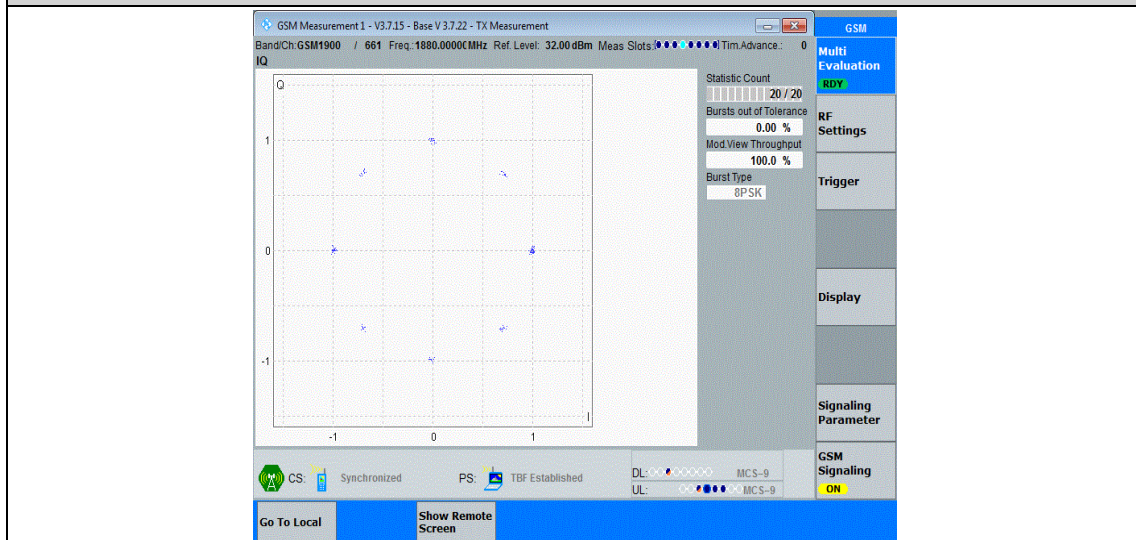 GSM Measurement 1 - V3.7.15 - Base V 3.7.22 - TX Measurement
GSM
Band/Ch: GSM1900 / 661 Freq.: 1880.0000CMHz Ref. Level: 32.00 dBm Meas Slots: Tim.Advance.: 0
IQ
Multi
Evaluation
RDY
Q
Statistic Count
20 / 20
Bursts out of Tolerance
0.00 %
Mod.View Throughput
100.0 %
Burst Type
8PSK
RF
Settings
Trigger
Display
Signaling
Parameter
GSM
Signaling
ON
1
0
-1
I
-1 0 1
CS: Synchronized PS: TBF Established DL: MCS-9
UL: MCS-9
Go To Local
Show Remote
Screen